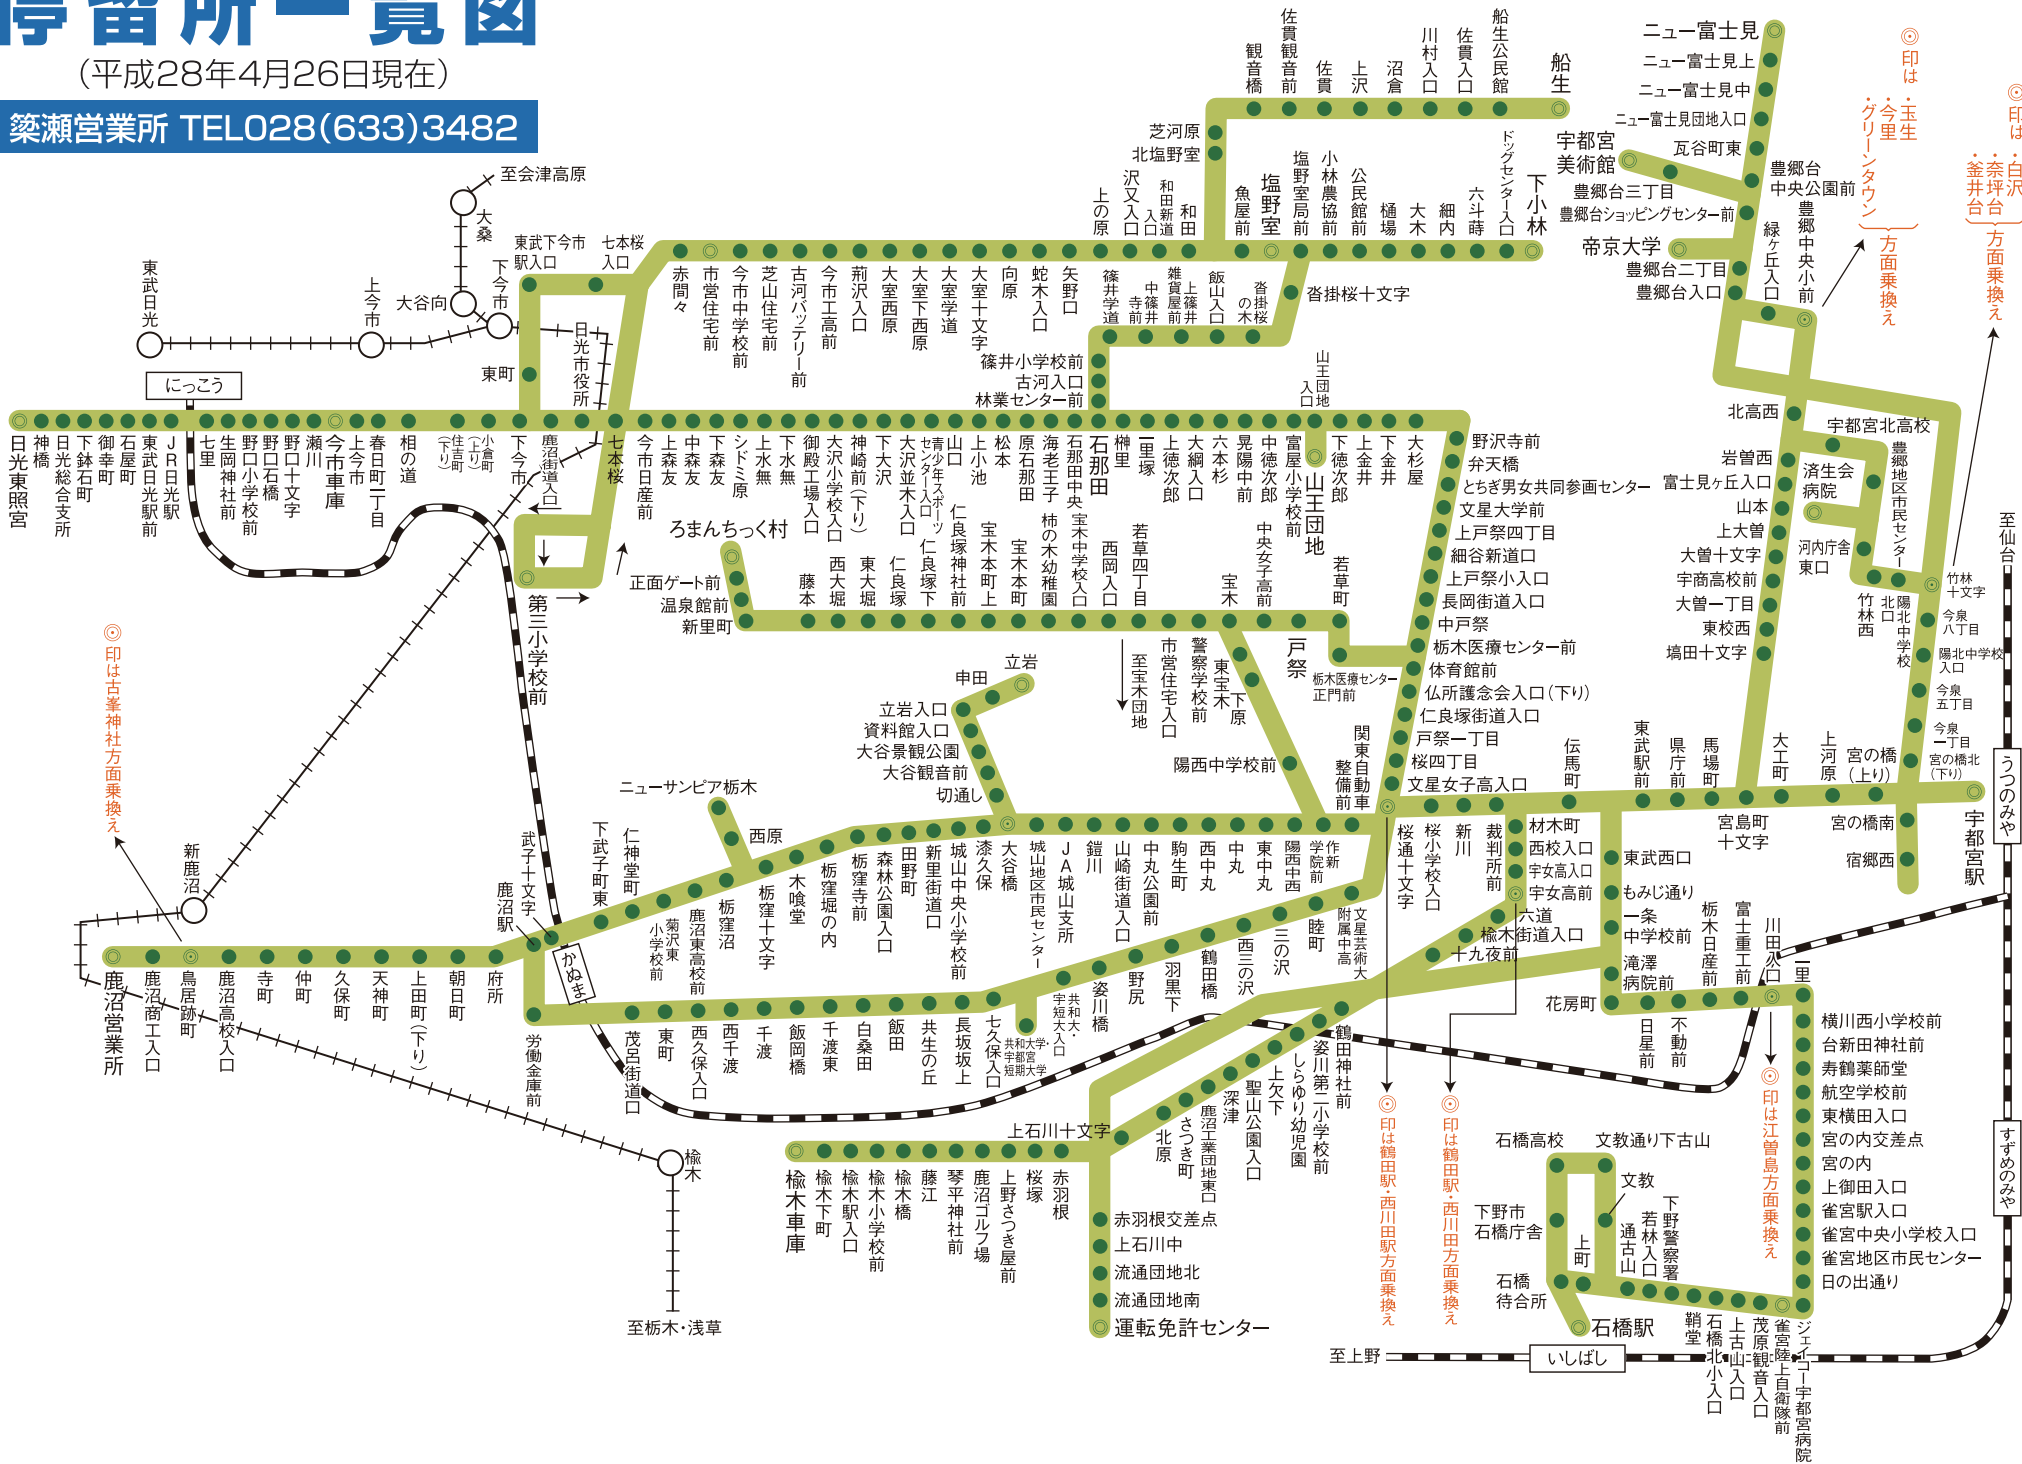 停留所一覧図
(平成28年4月26日現在)
簗瀬営業所 TEL028(633)3482
至会津高原
大桑
東武日光
上今市
大谷向
下今市
東武下今市
駅入口
七本桜
入口
東町
日光市役所
にっこう
赤間々
市営住宅前
今市中学校前
芝山住宅前
古河バッテリー前
今市工高前
荊沢入口
大室西原
大室下西原
大室学道
大室十文字
向原
蛇木入口
矢野口
上の原
沢又入口
和田新道
入口
和田
芝河原
北塩野室
観音橋
佐貫観音前
佐貫
上沢
沼倉
川村入口
佐貫入口
船生公民館
船生
魚屋前
塩野室
塩野室局前
小林農協前
公民館前
樋場
大木
細内
六斗蒔
ドッグセンター入口
下小林
沓掛桜十文字
篠井学道
中篠井
寺前
上篠井
雑貨屋前
飯山入口
沓掛桜
の木
篠井小学校前
古河入口
林業センター前
山王団地
入口
日光東照宮
神橋
日光総合支所
下鉢石町
御幸町
石屋町
東武日光駅前
JR日光駅
七里
生岡神社前
野口小学校前
野口石橋
野口十文字
瀬川
今市車庫
上今市
春日町二丁目
相の道
住吉町
(下り)
小倉町
(上り)
下今市
鹿沼街道入口
七本桜
今市日産前
上森友
中森友
下森友
シドミ原
上水無
下水無
御殿工場入口
大沢小学校入口
神崎前(下り)
下大沢
大沢並木入口
青少年スポーツ
センター入口
山口
上小池
松本
原石那田
海老王子
石那田中央
石那田
榊里
一里塚
上徳次郎
大綱入口
六本杉
晃陽中前
中徳次郎
富屋小学校前
山王団地
下徳次郎
上金井
下金井
大杉屋
第三小学校前
ろまんちっく村
正面ゲート前
温泉館前
新里町
藤本
西大堀
東大堀
仁良塚
仁良塚下
仁良塚神社前
宝木本町上
宝木本町
柿の木幼稚園
宝木中学校入口
西岡入口
若草四丁目
至宝木団地
市営住宅入口
警察学校前
宝木
中央女子高前
戸祭
若草町
栃木医療センター
正門前
東宝木
下原
陽西中学校前
野沢寺前
弁天橋
とちぎ男女共同参画センター
文星大学前
上戸祭四丁目
細谷新道口
上戸祭小入口
長岡街道入口
中戸祭
栃木医療センター前
体育館前
仏所護念会入口(下り)
仁良塚街道入口
戸祭一丁目
桜四丁目
文星女子高入口
関東自動車
整備前
ニュー富士見
ニュー富士見上
ニュー富士見中
ニュー富士見団地入口
瓦谷町東
宇都宮
美術館
豊郷台
中央公園前
豊郷台三丁目
豊郷台ショッピングセンター前
帝京大学
豊郷台二丁目
豊郷台入口
緑ヶ丘入口
豊郷中央小前
◎印は
・玉生
・今里
・グリーンタウン
方面乗換え
◎印は
・白沢
・奈坪台
・釜井台
方面乗換え
北高西
宇都宮北高校
岩曽西
富士見ヶ丘入口
山本
上大曽
大曽十文字
宇商高校前
大曽一丁目
東校西
塙田十文字
済生会
病院
河内庁舎
東口
豊郷地区市民センター
竹林西
陽北中学校
北口
竹林
十文字
今泉
八丁目
陽北中学校
入口
今泉
五丁目
今泉
一丁目
宮の橋北
(下り)
宮の橋
(上り)
至仙台
うつのみや
すずめのみや
伝馬町
東武駅前
県庁前
馬場町
宮島町
十文字
大工町
上河原
宮の橋南
宿郷西
宇都宮駅
◎印は古峯神社方面乗換え
新鹿沼
立岩
申田
立岩入口
資料館入口
大谷景観公園
大谷観音前
切通し
ニューサンピア栃木
西原
鹿沼駅
武子十文字
下武子町東
仁神堂町
菊沢東
小学校前
鹿沼東高校前
栃窪沼
栃窪十文字
木喰堂
栃窪堀の内
栃窪寺前
森林公園入口
田野町
新里街道口
城山中央小学校前
漆久保
大谷橋
城山地区市民センター
JA城山支所
鎧川
山崎街道入口
中丸公園前
駒生町
西中丸
中丸
東中丸
陽西中西
作新
学院前
桜通十文字
桜小学校入口
新川
裁判所前
材木町
西校入口
宇女高入口
宇女高前
六道
楡木街道入口
十九夜前
東武西口
もみじ通り
一条
中学校前
滝澤
病院前
花房町
日星前
不動前
栃木日産前
富士重工前
川田入口
一里
鹿沼営業所
鹿沼商工入口
鳥居跡町
鹿沼高校入口
寺町
仲町
久保町
天神町
上田町(下り)
朝日町
府所
かぬま
労働金庫前
茂呂街道口
東町
西久保入口
西千渡
千渡
飯岡橋
千渡東
白桑田
飯田
共生の丘
長坂坂上
七久保入口
共和大学・
宇都宮
短期大学
共和大・
宇短大入口
姿川橋
野尻
羽黒下
鶴田橋
西三の沢
三の沢
睦町
文星芸術大
附属中高
鶴田神社前
姿川第二小学校前
しらゆり幼児園
上欠下
聖山公園入口
深津
鹿沼工業団地東口
さつき町
北原
上石川十文字
楡木
至栃木・浅草
楡木車庫
楡木下町
楡木駅入口
楡木小学校前
楡木橋
藤江
琴平神社前
鹿沼ゴルフ場
上野さつき屋前
桜塚
赤羽根
赤羽根交差点
上石川中
流通団地北
流通団地南
運転免許センター
◎印は鶴田駅・西川田駅方面乗換え
◎印は鶴田駅・西川田方面乗換え
◎印は江曽島方面乗換え
横川西小学校前
台新田神社前
寿鶴薬師堂
航空学校前
東横田入口
宮の内交差点
宮の内
上御田入口
雀宮駅入口
雀宮中央小学校入口
雀宮地区市民センター
日の出通り
石橋高校
文教通り下古山
文教
下野市
石橋庁舎
上町
通古山
若林入口
下野警察署
石橋
待合所
石橋駅
至上野
いしばし
鞘堂
石橋北小入口
上古山入口
茂原観音入口
雀宮陸上自衛隊前
ジェイコー宇都宮病院